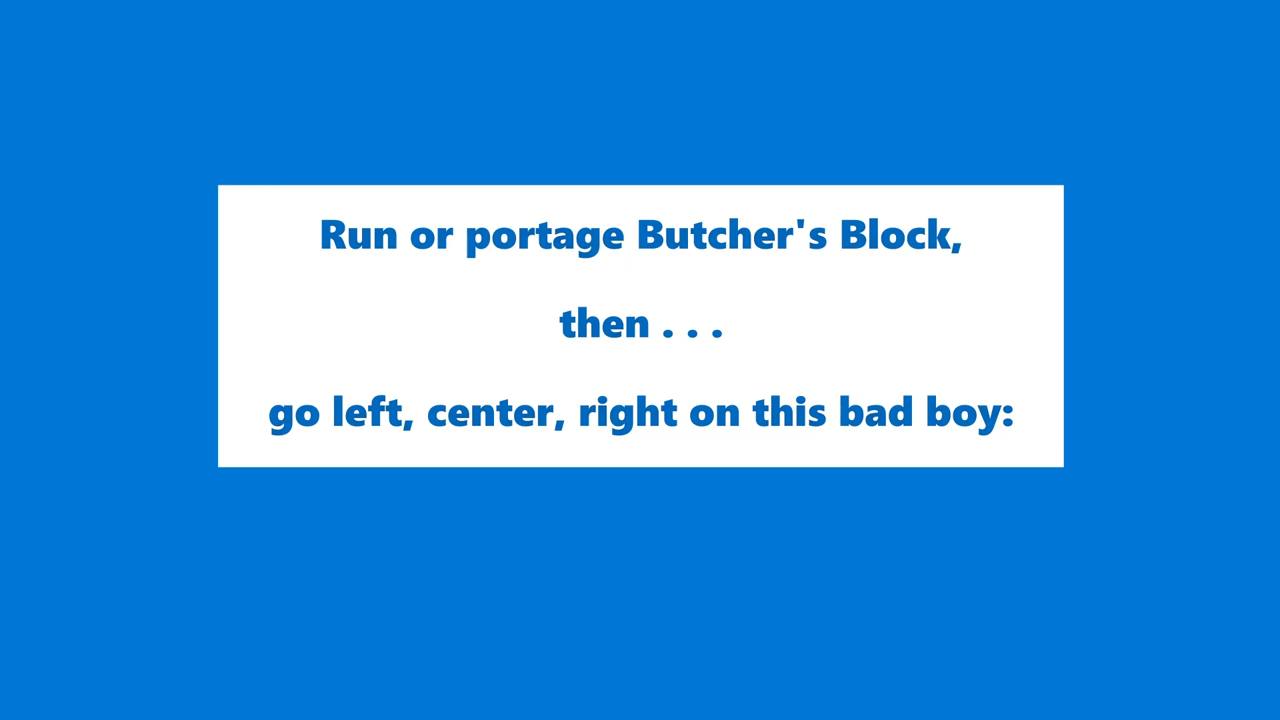 Run or portage Butcher's Block,
then . . .
go left, center, right on this bad boy: